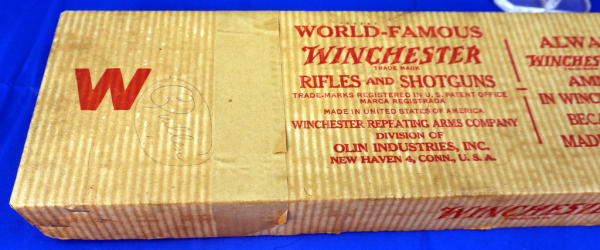 W
WORLD-FAMOUS
WINCHESTER
TRADE MARK
RIFLES AND SHOTGUNS
TRADE-MARKS REGISTERED IN U.S. PATENT OFFICE
MARCA REGISTRADA
MADE IN UNITED STATES OF AMERICA
WINCHESTER REPEATING ARMS COMPANY
DIVISION OF
OLIN INDUSTRIES, INC.
NEW HAVEN 4, CONN., U. S. A.
ALWA
WINCHESTER
AMM
IN WINC
BECA
MADE
WINCHESTER